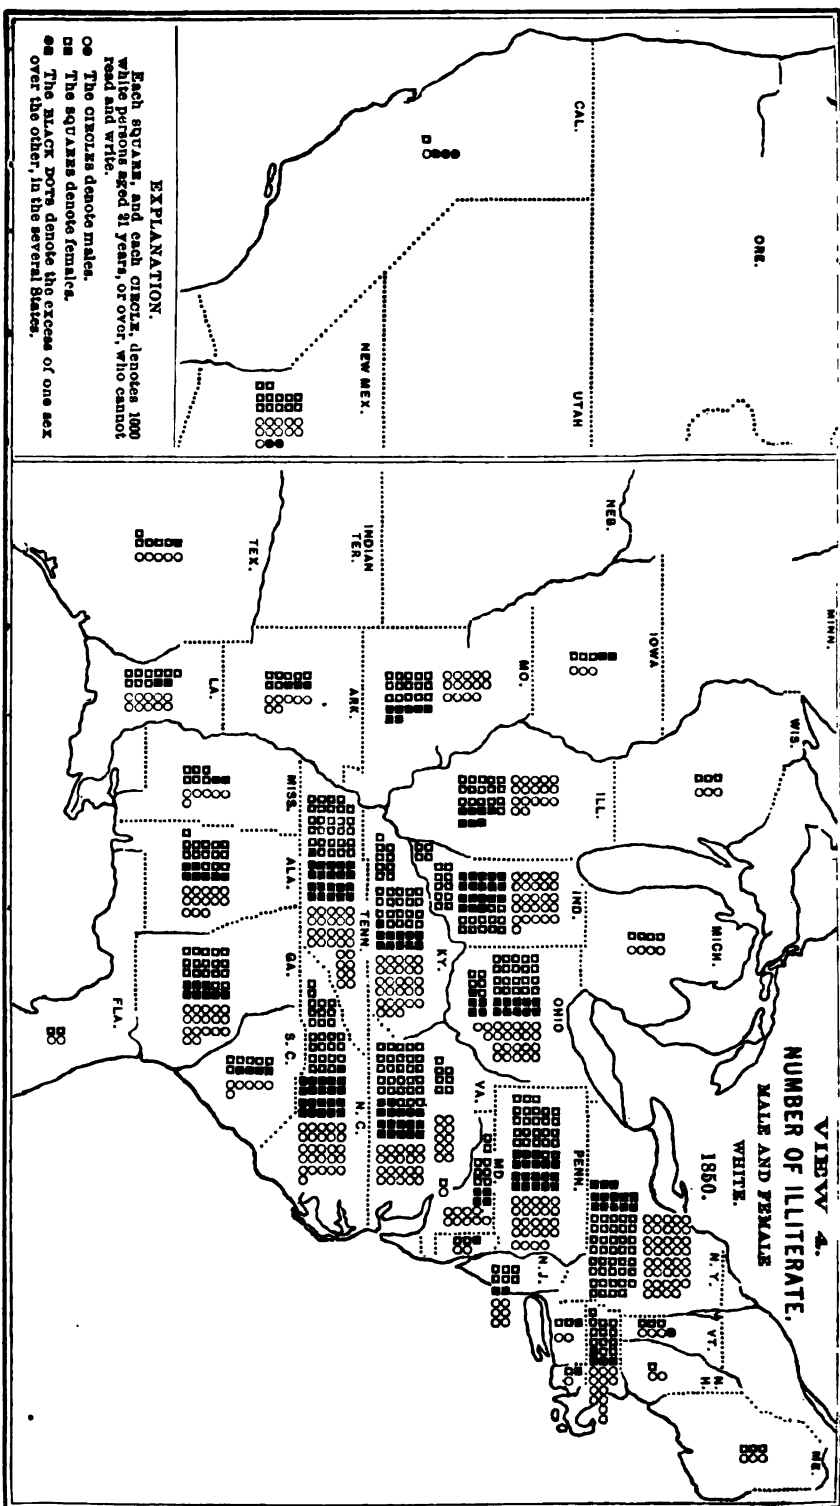 VIEW 4.
NUMBER OF ILLITERATE.
MALE AND FEMALE
WHITE.
1850.
ORE.
CAL.
UTAH
NEW MEX.
MINN.
WIS.
MICH.
IOWA
NEB.
N. Y.
VT.
N. H.
ME.
ILL.
IND.
OHIO
PENN.
N. J.
MO.
KY.
VA.
MD.
INDIAN
TER.
ARK.
TENN.
N. C.
TEX.
LA.
MISS.
ALA.
GA.
S. C.
FLA.
EXPLANATION.
Each SQUARE, and each CIRCLE, denotes 1000
white persons aged 21 years, or over, who cannot
read and write.
The CIRCLES denote males.
The SQUARES denote females.
The BLACK DOTS denote the excess of one sex
over the other, in the several States.